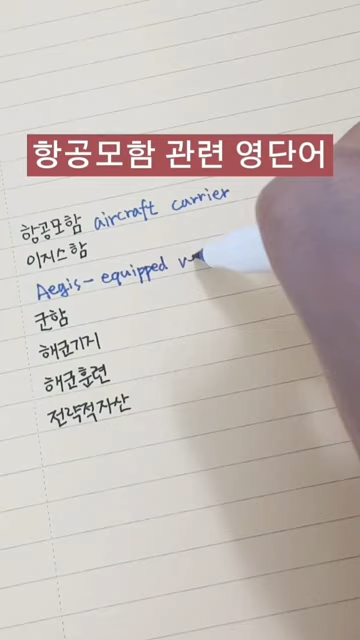 항공모함 관련 영단어
항공모함 aircraft carrier
이지스함
Aegis-equipped v
군함
해군기지
해군훈련
전략적자산